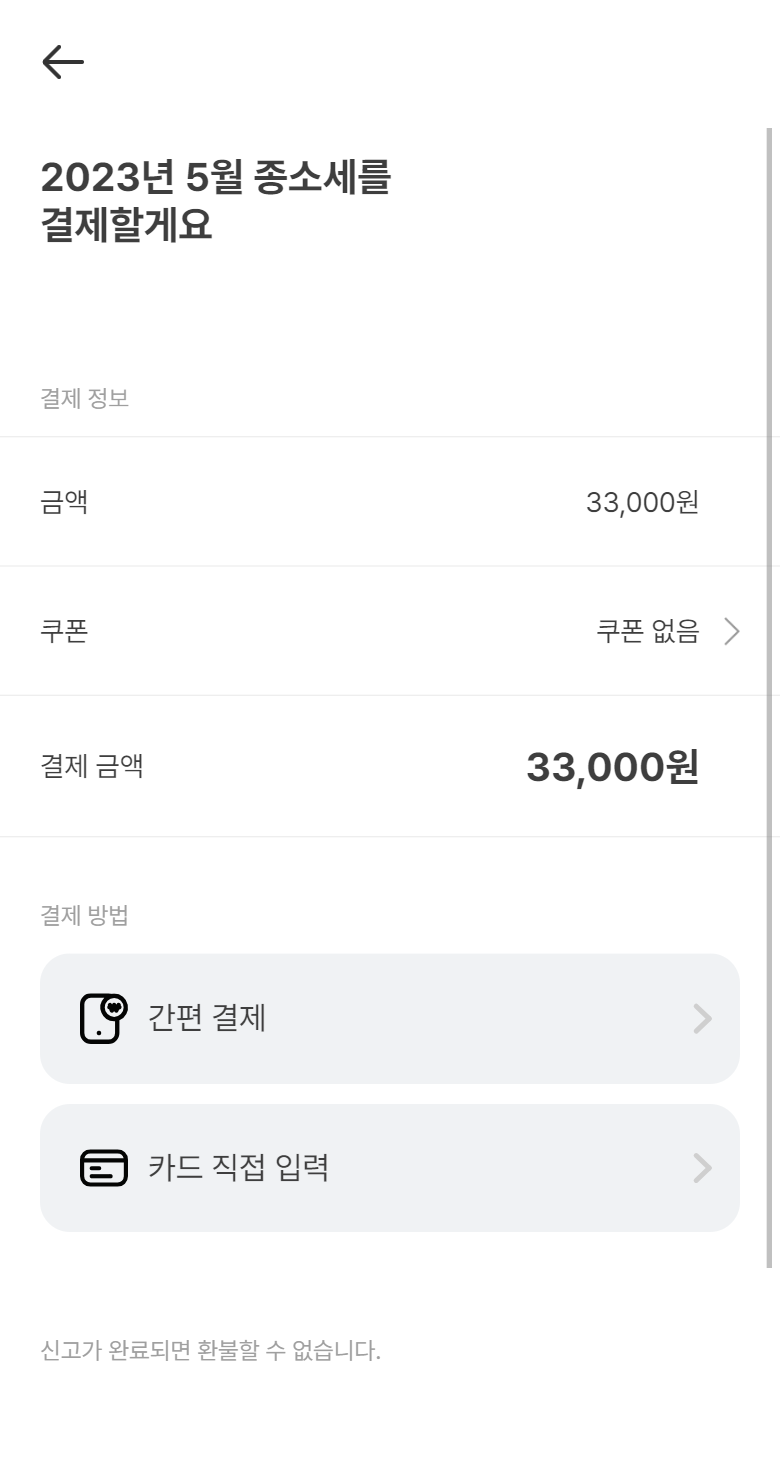 2023년 5월 종소세를
결제할게요
결제 정보
금액 33,000원
쿠폰 쿠폰 없음
결제 금액 33,000원
결제 방법
간편 결제
카드 직접 입력
신고가 완료되면 환불할 수 없습니다.